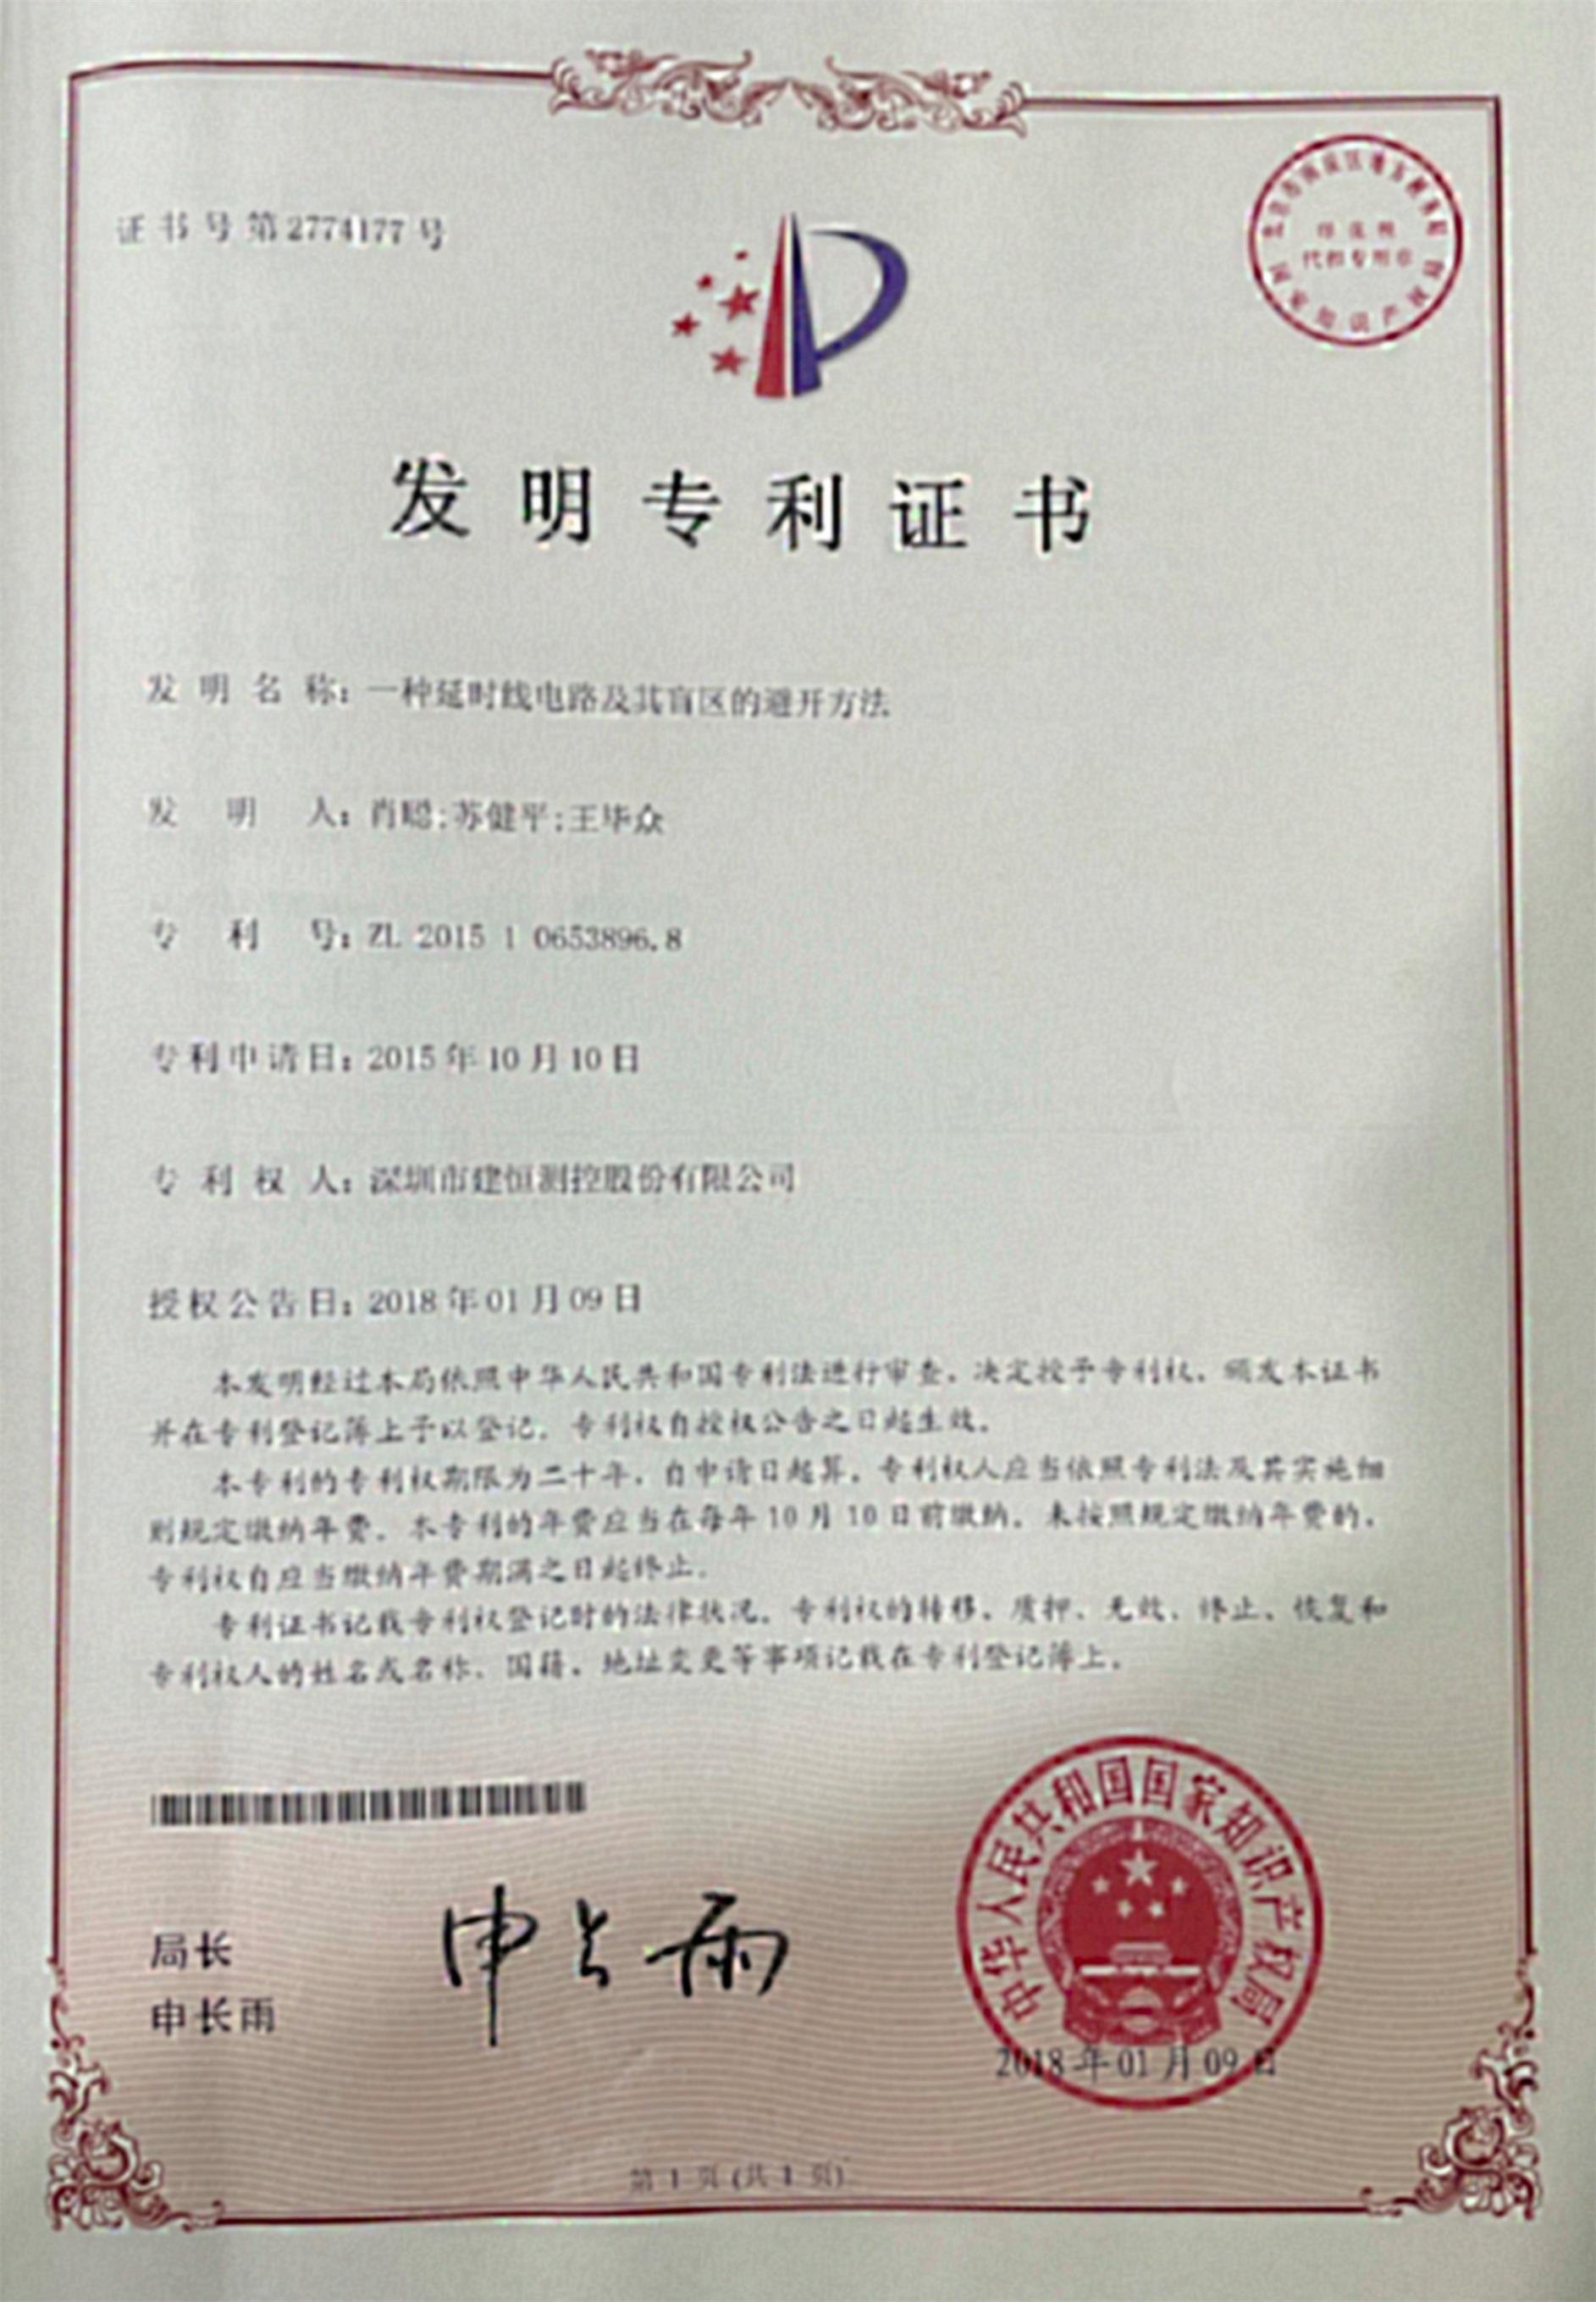 证书号第2774177号
发明专利证书
发明名称：一种延时线电路及其盲区的避开方法
发明人：肖聪;苏健平;王毕众
专利号：ZL 2015 1 0653896.8
专利申请日：2015年10月10日
专利权人：深圳市建恒测控股份有限公司
授权公告日：2018年01月09日
本发明经过本局依照中华人民共和国专利法进行审查，决定授予专利权，颁发本证书
并在专利登记簿上予以登记。专利权自授权公告之日起生效。
本专利的专利权期限为二十年，自申请日起算。专利权人应当依照专利法及其实施细
则规定缴纳年费。本专利的年费应当在每年10月10日前缴纳。未按照规定缴纳年费的，
专利权自应当缴纳年费期满之日起终止。
专利证书记载专利权登记时的法律状况。专利权的转移、质押、无效、终止、恢复和
专利权人的姓名或名称、国籍、地址变更等事项记载在专利登记簿上。
局长
申长雨
申长雨
中华人民共和国国家知识产权局
2018年01月09日
第1页(共1页)